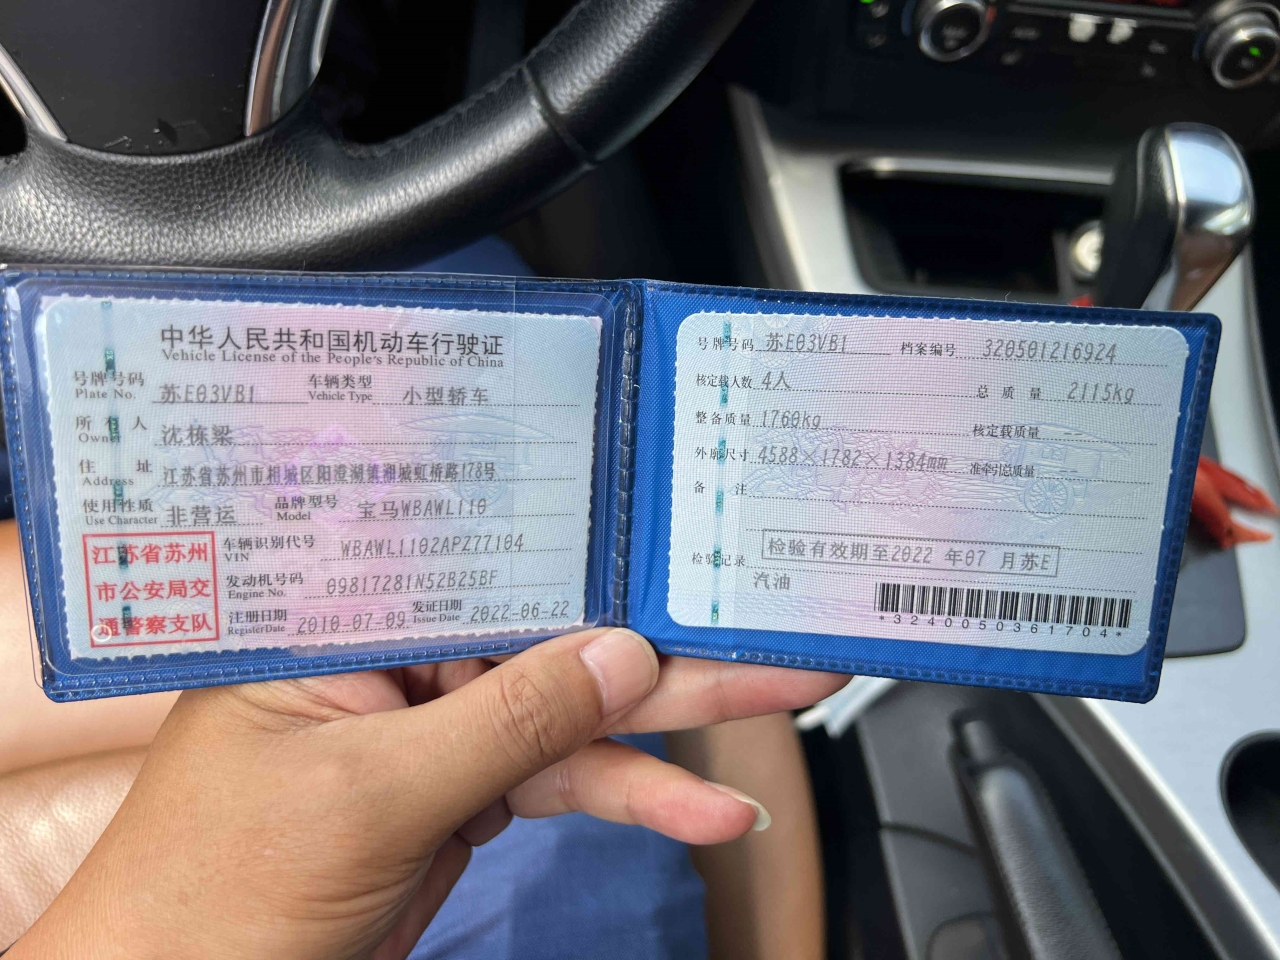 中华人民共和国机动车行驶证
Vehicle License of the People's Republic of China
号牌号码 苏E03VB1 车辆类型 小型轿车
Plate No. Vehicle Type
所有人 沈栋梁
Owner
住址 江苏省苏州市相城区阳澄湖镇湘城虹桥路178号
Address
使用性质 非营运 品牌型号 宝马WBAWL110
Use Character Model
江苏省苏州
市公安局交
通警察支队
车辆识别代号 WBAWL1102APZ77104
VIN
发动机号码 09817281N52B25BF
Engine No.
注册日期 2010-07-09 发证日期 2022-06-22
Register Date Issue Date
号牌号码 苏E03VB1 档案编号 320501216924
核定载人数 4人 总质量 2115kg
整备质量 1760kg 核定载质量
外廓尺寸 4588×1782×1384mm 准牵引总质量 --
备注
检验记录 检验有效期至2022年07月苏E
汽油
*3240050361704*